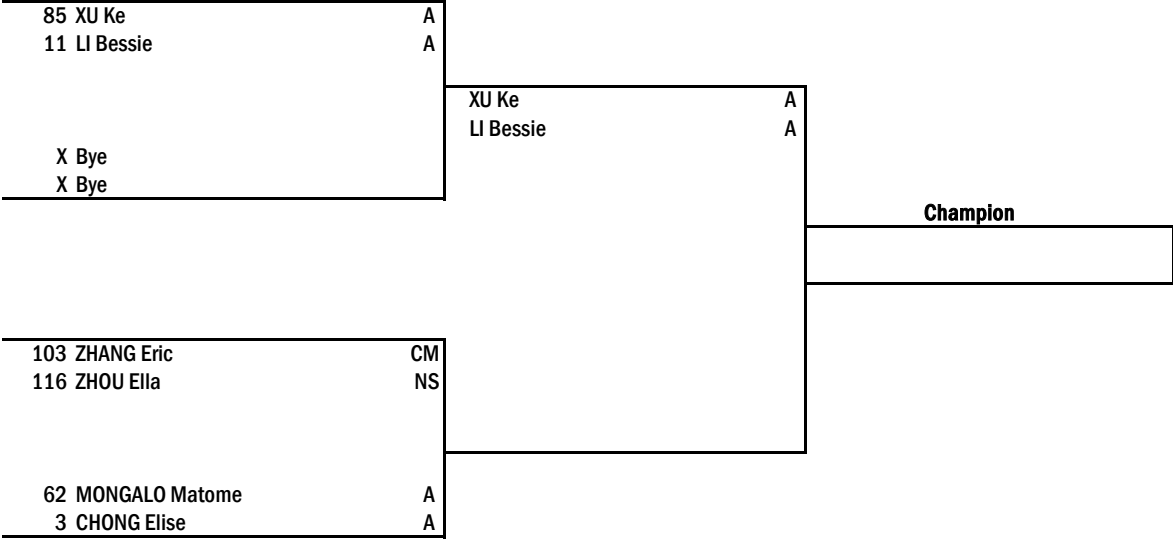 85 XU Ke A
11 LI Bessie A
XU Ke A
LI Bessie A
X Bye
X Bye
Champion
103 ZHANG Eric CM
116 ZHOU Ella NS
62 MONGALO Matome A
3 CHONG Elise A